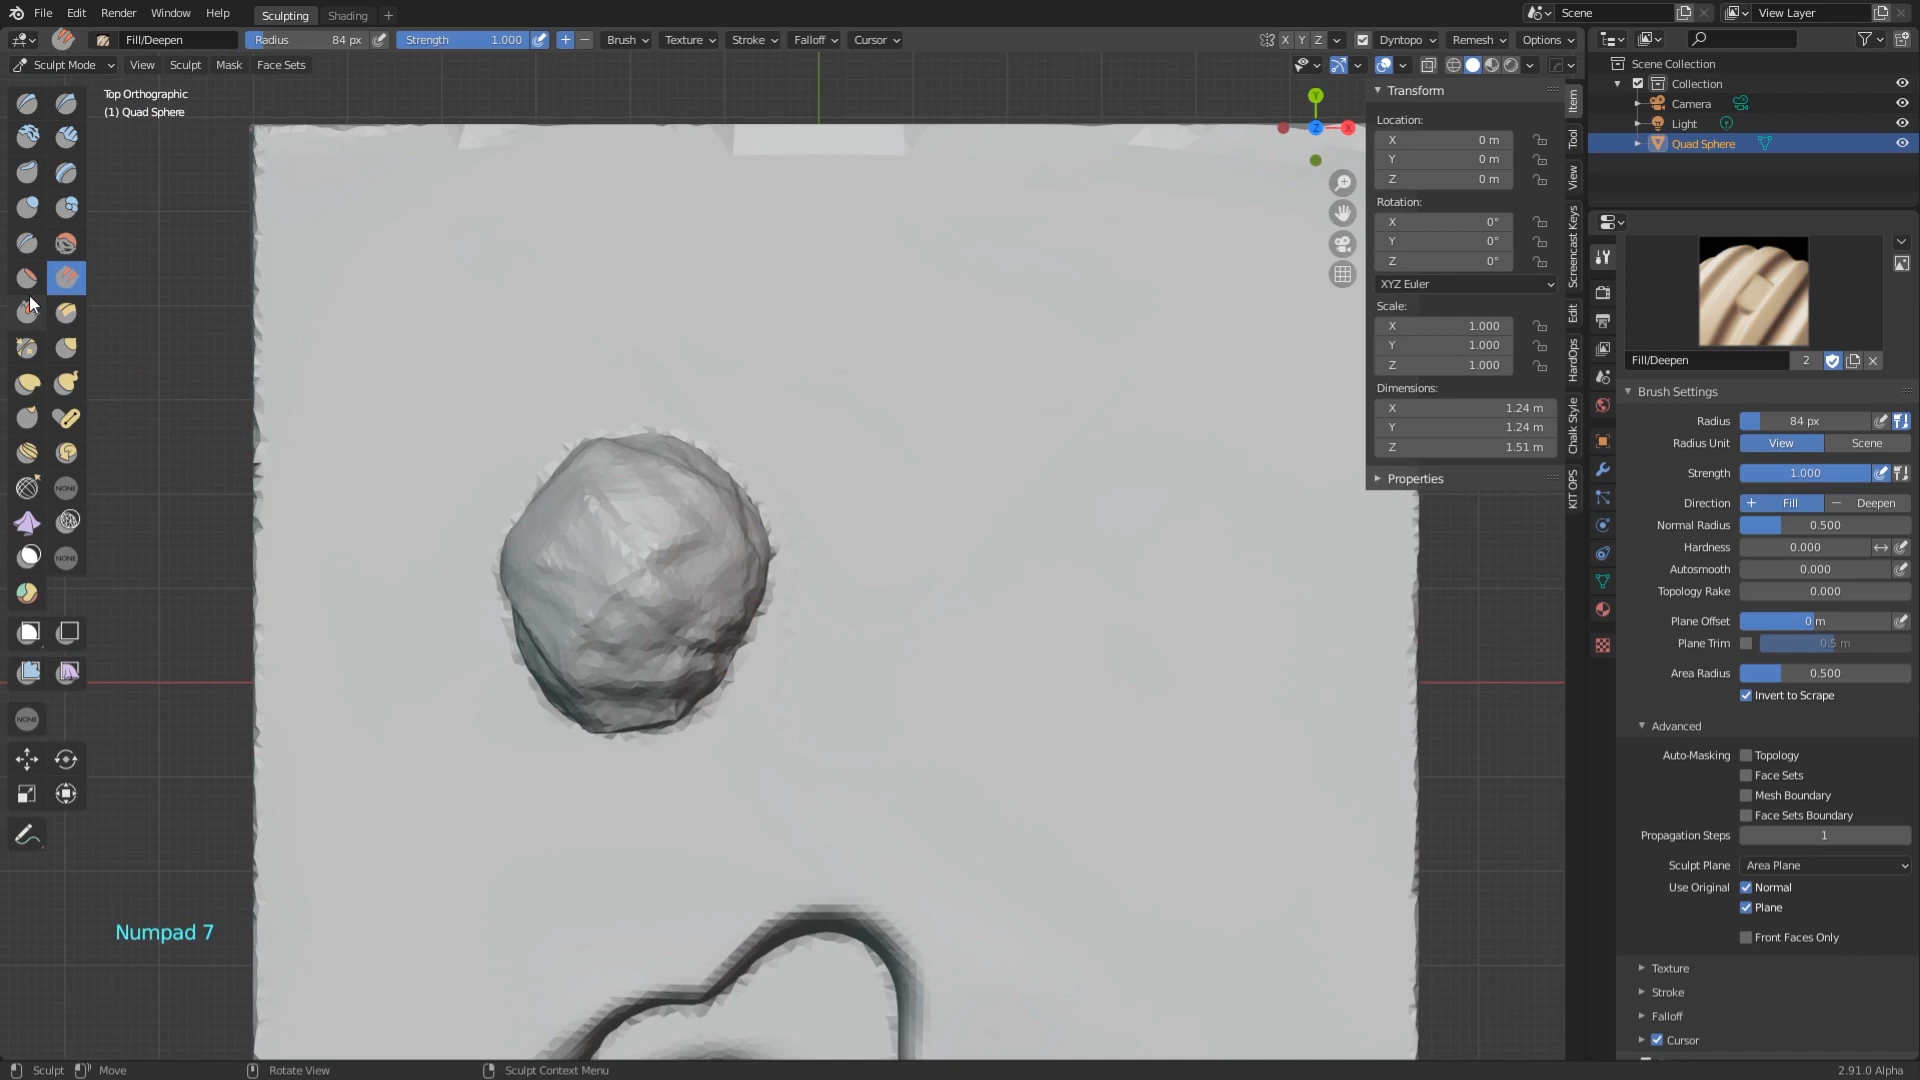 File Edit Render Window Help
Sculpting Shading +
Scene
View Layer
Fill/Deepen
Radius 84 px
Strength 1.000
Brush Texture Stroke Falloff Cursor
X Y Z
Dyntopo Remesh Options
Sculpt Mode View Sculpt Mask Face Sets
Top Orthographic
(1) Quad Sphere
Scene Collection
Collection
Camera
Light
Quad Sphere
Y
Z
X
Transform
Location:
X 0 m
Y 0 m
Z 0 m
Rotation:
X 0°
Y 0°
Z 0°
XYZ Euler
Scale:
X 1.000
Y 1.000
Z 1.000
Dimensions:
X 1.24 m
Y 1.24 m
Z 1.51 m
Properties
Item
Tool
View
Screencast Keys
Edit
HardOps
Chalk Style
KIT OPS
NONE
NONE
NONE
Fill/Deepen 2
Brush Settings
Radius 84 px
Radius Unit View Scene
Strength 1.000
Direction + Fill − Deepen
Normal Radius 0.500
Hardness 0.000
Autosmooth 0.000
Topology Rake 0.000
Plane Offset 0 m
Plane Trim 0.5 m
Area Radius 0.500
Invert to Scrape
Advanced
Auto-Masking Topology
Face Sets
Mesh Boundary
Face Sets Boundary
Propagation Steps 1
Sculpt Plane Area Plane
Use Original Normal
Plane
Front Faces Only
Texture
Stroke
Falloff
Cursor
Numpad 7
Sculpt Move Rotate View Sculpt Context Menu
2.91.0 Alpha